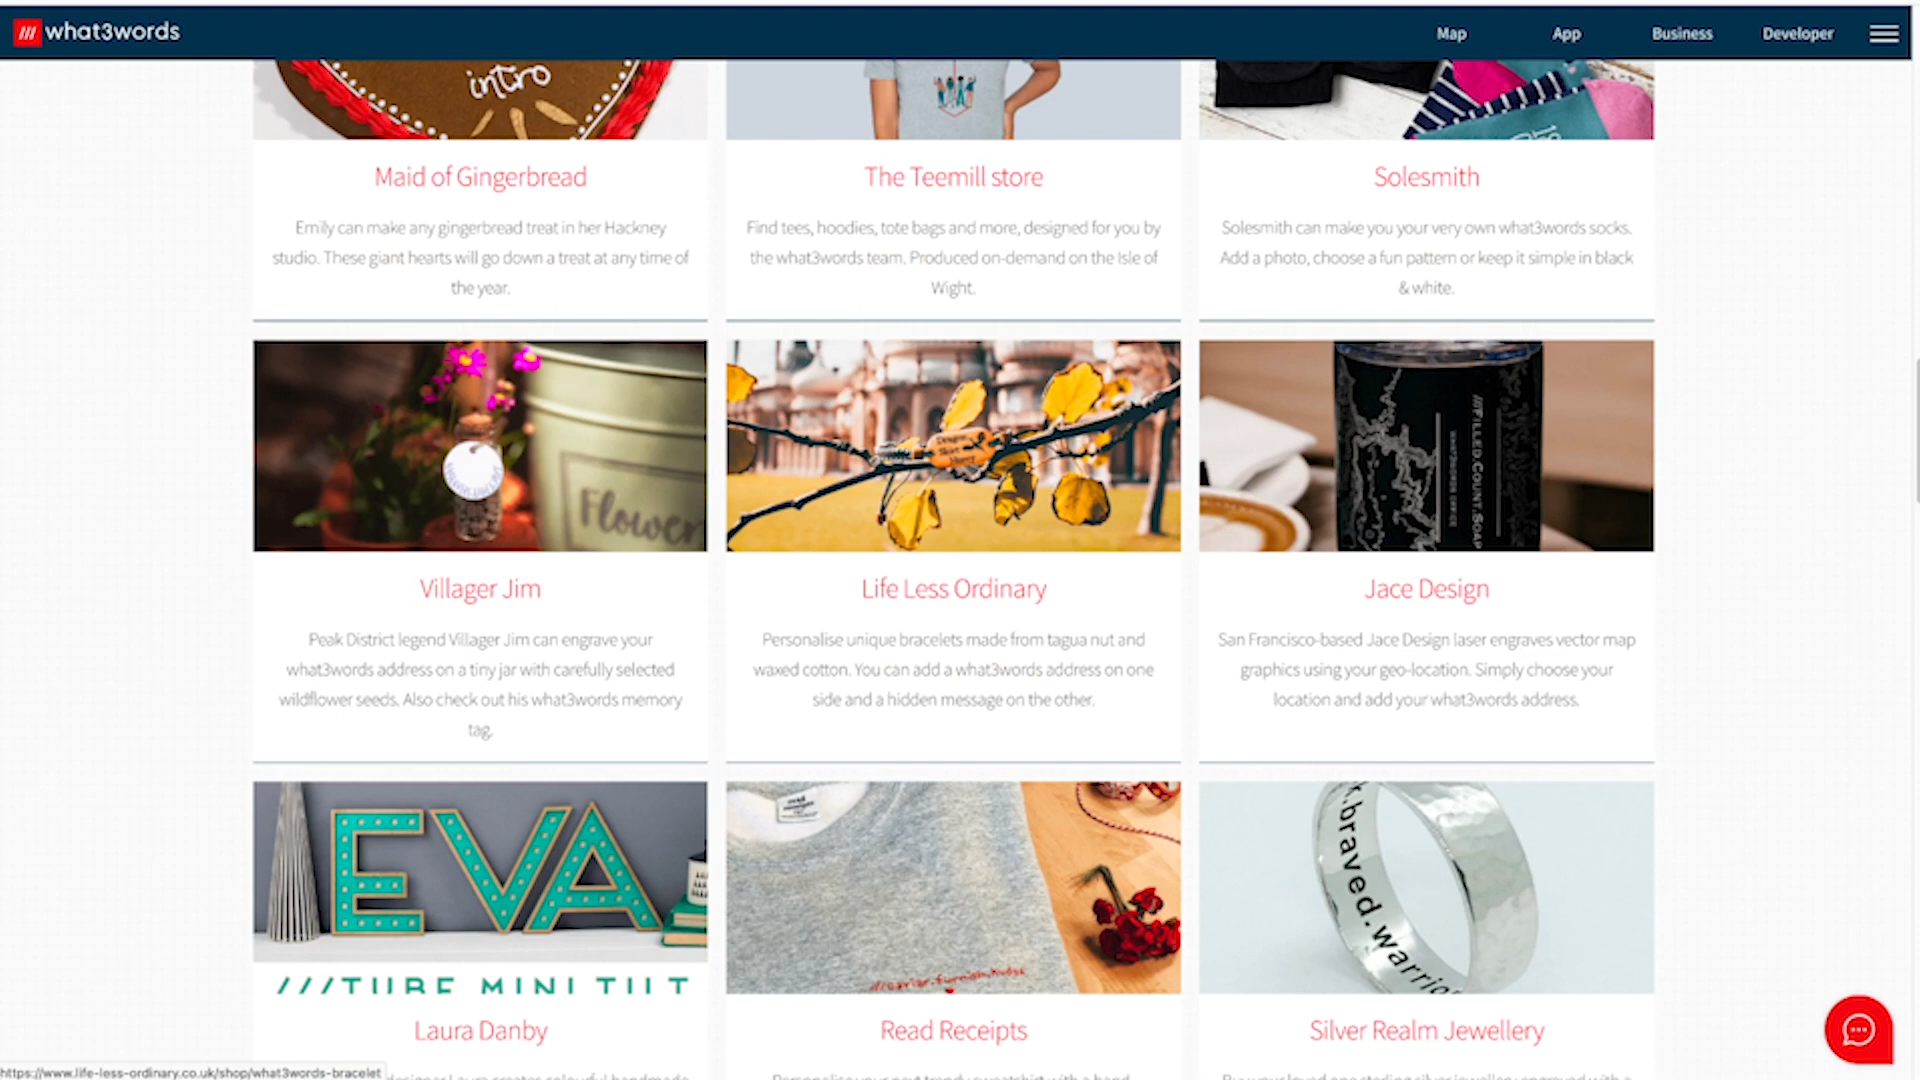 what3words
Map
App
Business
Developer
intro
Maid of Gingerbread
Emily can make any gingerbread treat in her Hackney
studio. These giant hearts will go down a treat at any time of
the year.
The Teemill store
Find tees, hoodies, tote bags and more, designed for you by
the what3words team. Produced on-demand on the Isle of
Wight.
Solesmith
Solesmith can make you your very own what3words socks.
Add a photo, choose a fun pattern or keep it simple in black
& white.
Flower
///FILLED.COUNT.SOAP
Villager Jim
Peak District legend Villager Jim can engrave your
what3words address on a tiny jar with carefully selected
wildflower seeds. Also check out his what3words memory
tag.
Life Less Ordinary
Personalise unique bracelets made from tagua nut and
waxed cotton. You can add a what3words address on one
side and a hidden message on the other.
Jace Design
San Francisco-based Jace Design laser engraves vector map
graphics using your geo-location. Simply choose your
location and add your what3words address.
EVA
read receipts
k.braved.warrio
Laura Danby
Read Receipts
Silver Realm Jewellery
https://www.life-less-ordinary.co.uk/shop/what3words-bracelet